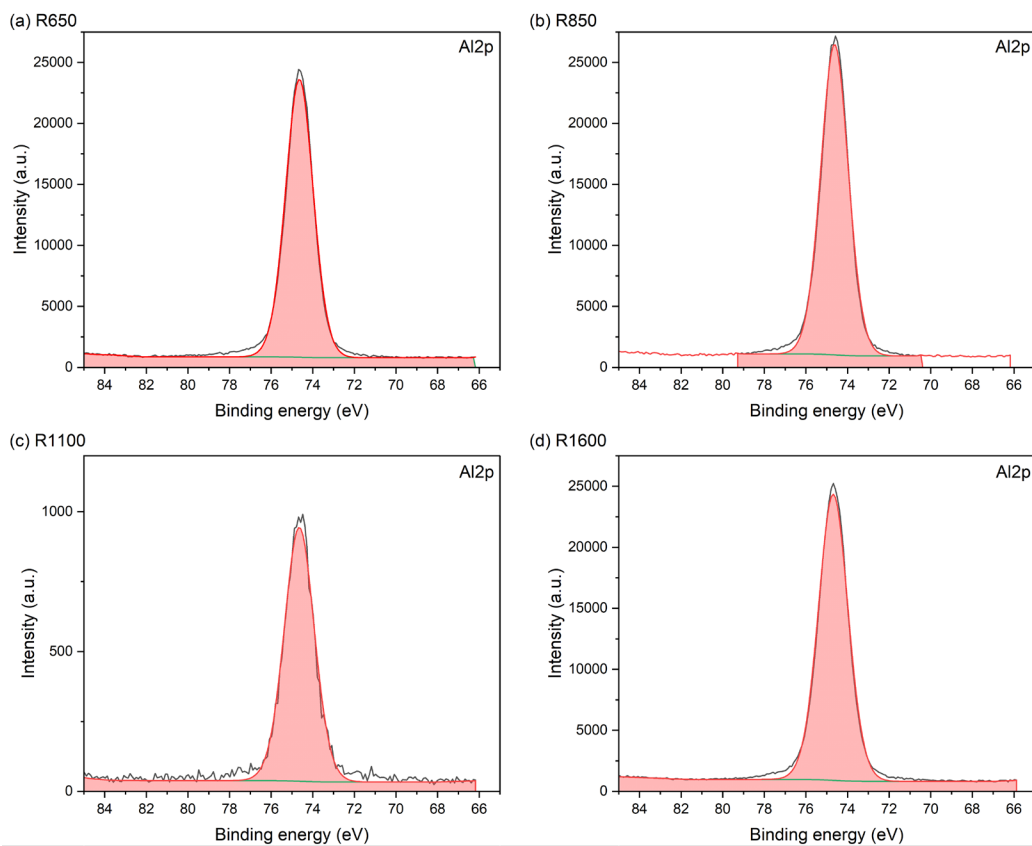 (a) R650
Al2p
25000
20000
15000
10000
5000
0
Intensity (a.u.)
84 82 80 78 76 74 72 70 68 66
Binding energy (eV)
(b) R850
Al2p
25000
20000
15000
10000
5000
0
Intensity (a.u.)
84 82 80 78 76 74 72 70 68 66
Binding energy (eV)
(c) R1100
Al2p
1000
500
0
Intensity (a.u.)
84 82 80 78 76 74 72 70 68 66
Binding energy (eV)
(d) R1600
Al2p
25000
20000
15000
10000
5000
0
Intensity (a.u.)
84 82 80 78 76 74 72 70 68 66
Binding energy (eV)